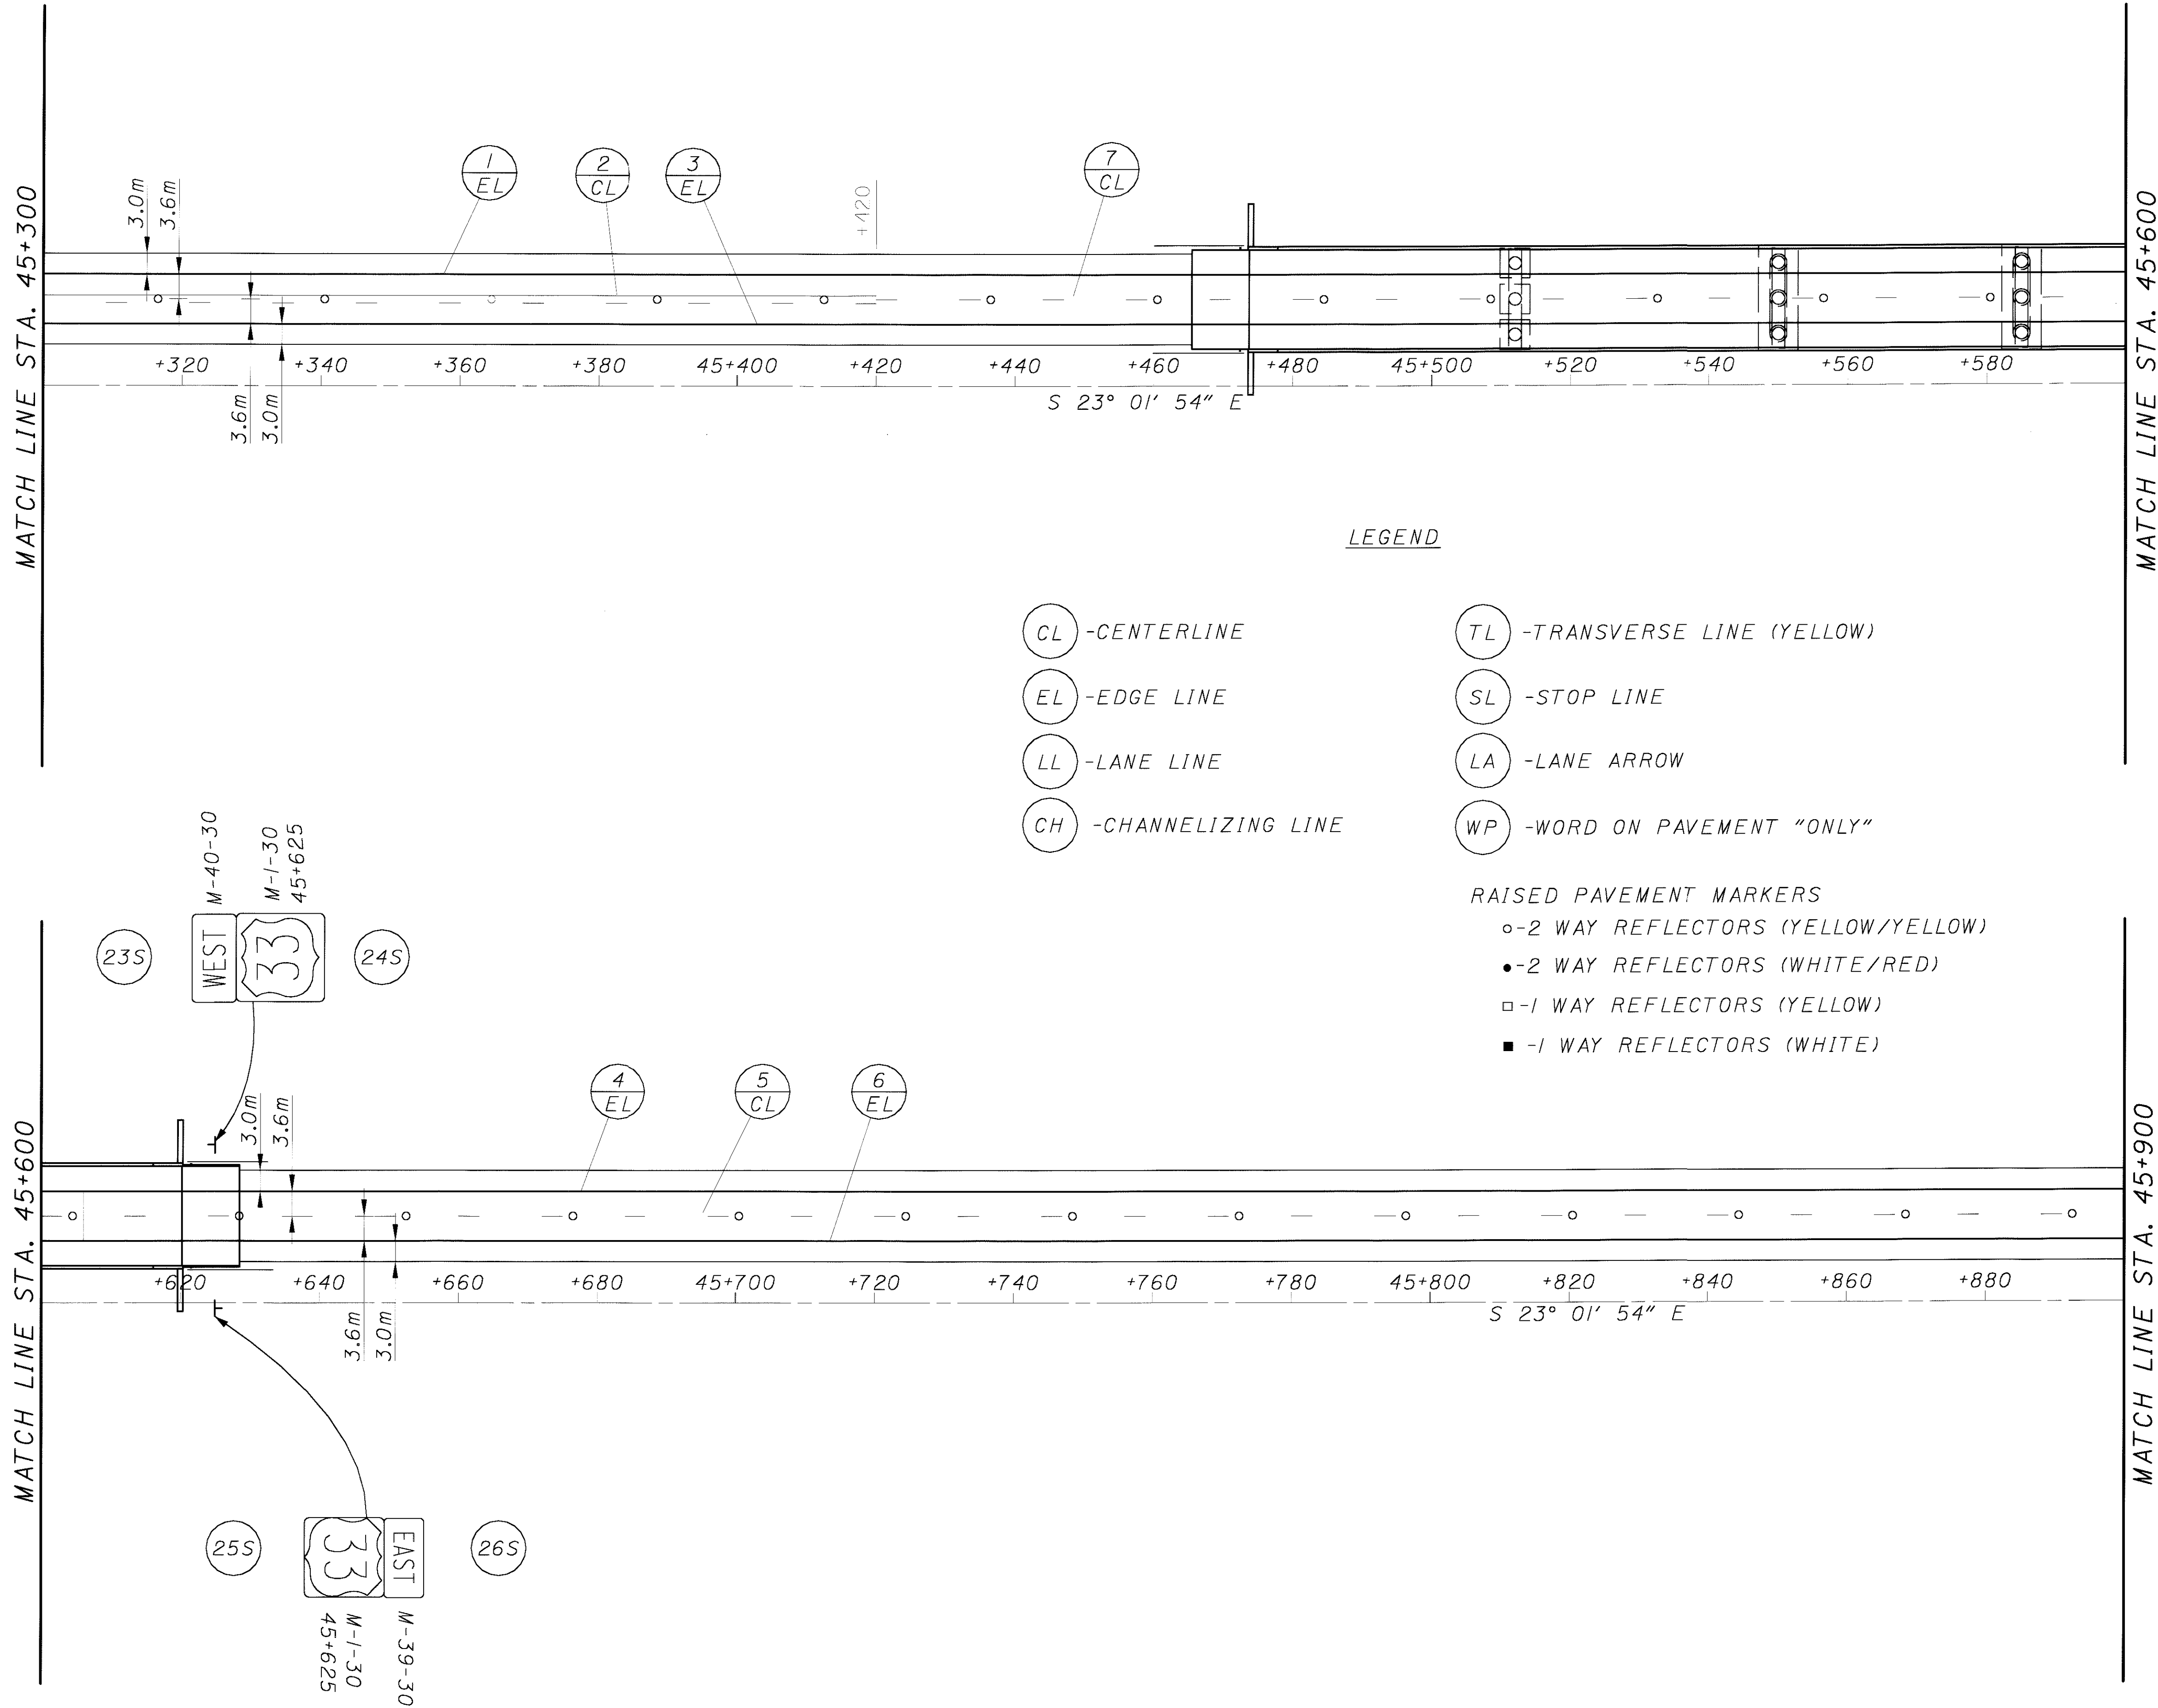 MATCH LINE STA. 45+300
3.0m
3.6m
1
EL
2
CL
3
EL
+420
7
CL
MATCH LINE STA. 45+600
+320 +340 +360 +380 45+400 +420 +440 +460 +480 45+500 +520 +540 +560 +580
3.6m
3.0m
S 23° 01' 54" E
LEGEND
CL -CENTERLINE
EL -EDGE LINE
LL -LANE LINE
CH -CHANNELIZING LINE
TL -TRANSVERSE LINE (YELLOW)
SL -STOP LINE
LA -LANE ARROW
WP -WORD ON PAVEMENT "ONLY"
RAISED PAVEMENT MARKERS
-2 WAY REFLECTORS (YELLOW/YELLOW)
-2 WAY REFLECTORS (WHITE/RED)
-1 WAY REFLECTORS (YELLOW)
-1 WAY REFLECTORS (WHITE)
M-40-30
M-1-30
45+625
23S
WEST
33
24S
MATCH LINE STA. 45+600
3.0m
3.6m
4
EL
5
CL
6
EL
MATCH LINE STA. 45+900
+620 +640 +660 +680 45+700 +720 +740 +760 +780 45+800 +820 +840 +860 +880
3.6m
3.0m
S 23° 01' 54" E
25S
33
EAST
26S
45+625
M-1-30
M-39-30